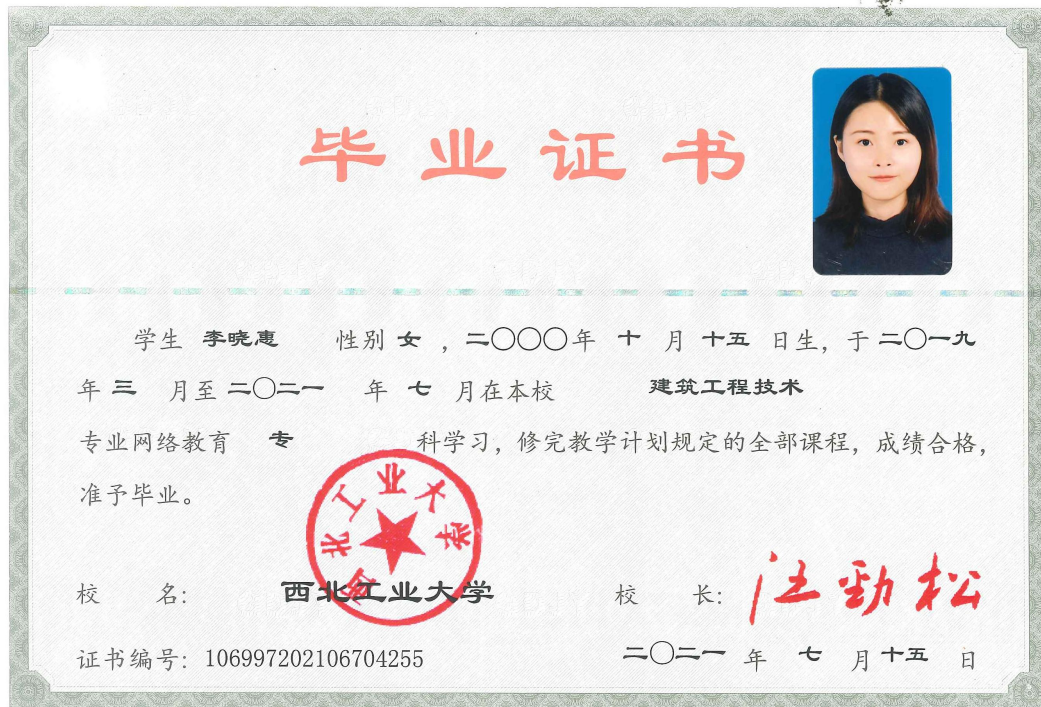 毕业证书
学生 李晓惠 性别 女 ，二〇〇〇年 十 月 十五 日生，于 二〇一九
年 三 月至 二〇二一 年 七 月在本校 建筑工程技术
专业网络教育 专 科学习，修完教学计划规定的全部课程，成绩合格，
准予毕业。
西北工业大学
校 名： 西北工业大学 校 长： 汪劲松
证书编号：106997202106704255 二〇二一 年 七 月 十五 日